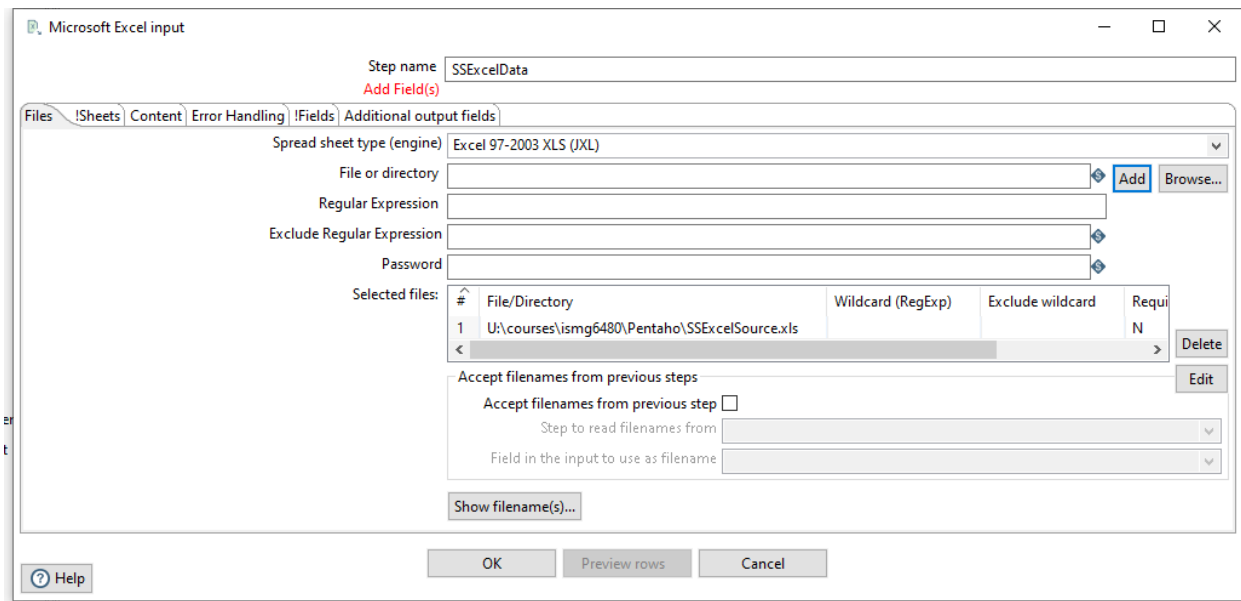 Microsoft Excel input
Step name SSExcelData
Add Field(s)
Files !Sheets Content Error Handling !Fields Additional output fields
Spread sheet type (engine) Excel 97-2003 XLS (JXL)
File or directory Add Browse...
Regular Expression
Exclude Regular Expression
Password
Selected files: # File/Directory Wildcard (RegExp) Exclude wildcard Requi
1 U:\courses\ismg6480\Pentaho\SSExcelSource.xls N
Delete
Accept filenames from previous steps Edit
Accept filenames from previous step
er
Step to read filenames from
t
Field in the input to use as filename
Show filename(s)...
OK Preview rows Cancel
Help